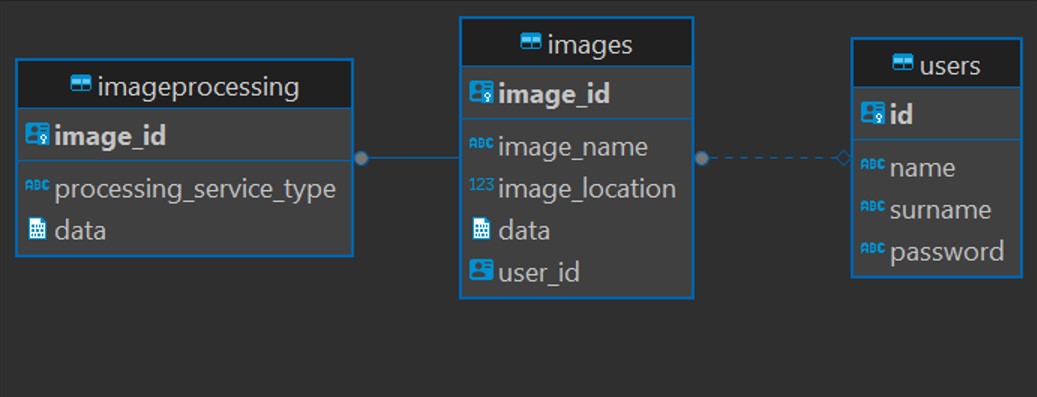 imageprocessing
image_id
ABC processing_service_type
data
images
image_id
ABC image_name
123 image_location
data
user_id
users
id
ABC name
ABC surname
ABC password